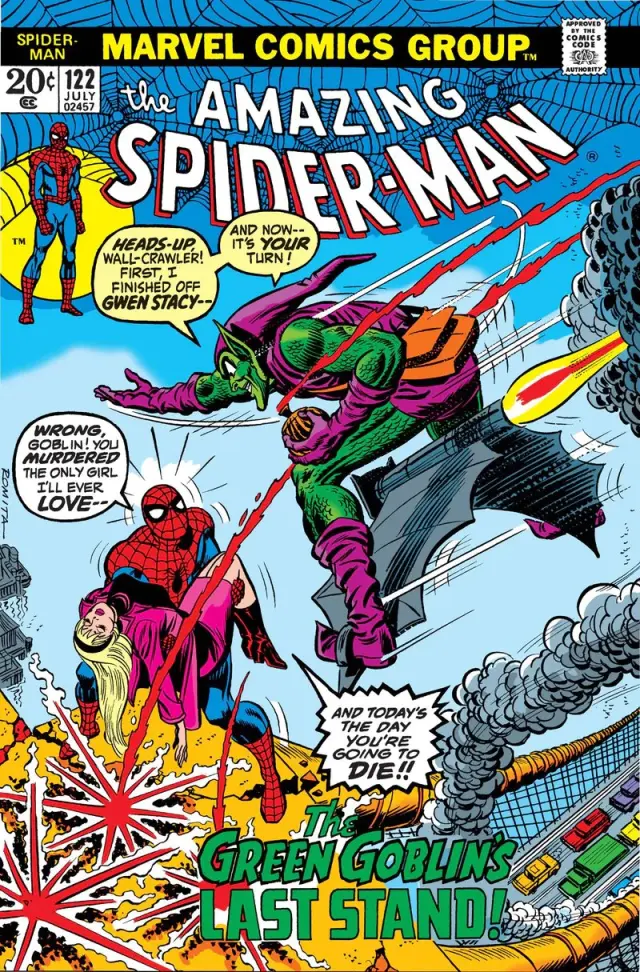 SPIDER-
MAN
MARVEL COMICS GROUP™
APPROVED
BY THE
COMICS
CODE
AUTHORITY
20¢
CC
122
JULY
02457
the AMAZING
SPIDER-MAN®
TM
HEADS-UP,
WALL-CRAWLER!
FIRST, I
FINISHED OFF
GWEN STACY--
AND NOW--
IT'S YOUR
TURN!
WRONG,
GOBLIN! YOU
MURDERED
THE ONLY GIRL
I'LL EVER
LOVE--
ROMITA
AND TODAY'S
THE DAY
YOU'RE
GOING TO
DIE!!
The
GREEN GOBLIN'S
LAST STAND!